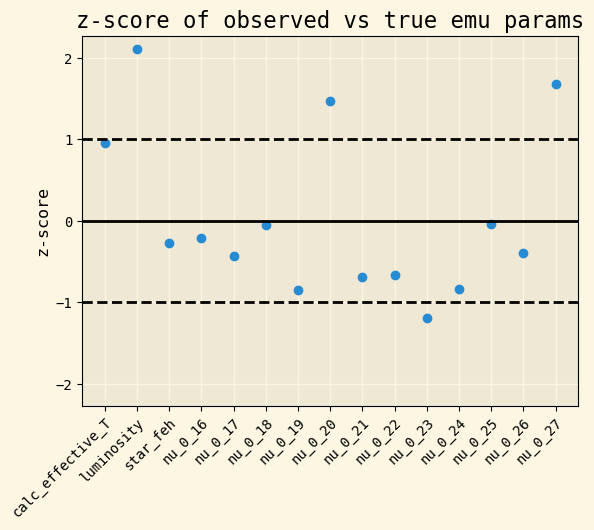 z-score of observed vs true emu params
z-score
2
1
0
−1
−2
calc_effective_T
luminosity
star_feh
nu_0_16
nu_0_17
nu_0_18
nu_0_19
nu_0_20
nu_0_21
nu_0_22
nu_0_23
nu_0_24
nu_0_25
nu_0_26
nu_0_27